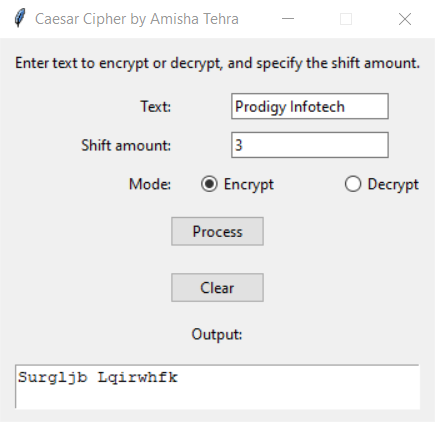 Caesar Cipher by Amisha Tehra
Enter text to encrypt or decrypt, and specify the shift amount.
Text: Prodigy Infotech
Shift amount: 3
Mode: Encrypt Decrypt
Process
Clear
Output:
Surgljb Lqirwhfk